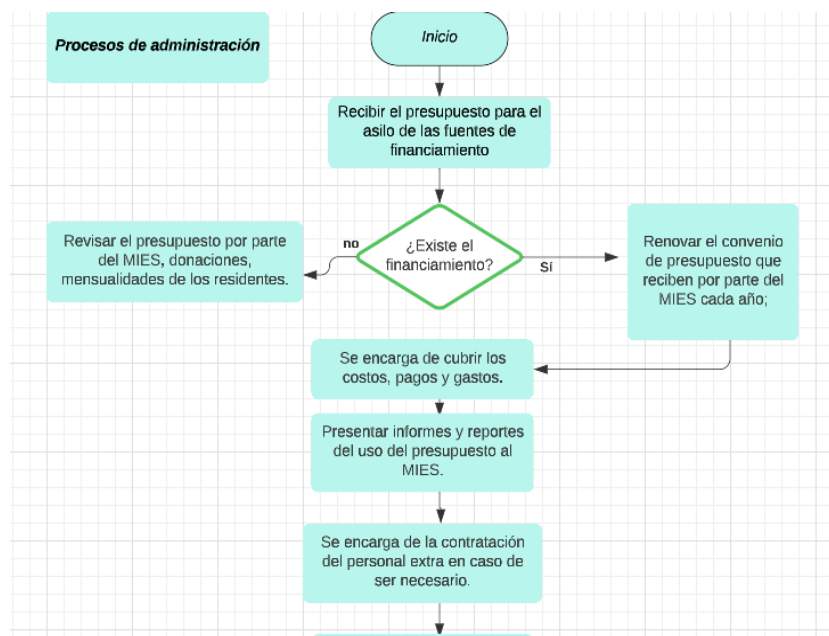 Procesos de administración
Inicio
Recibir el presupuesto para el
asilo de las fuentes de
financiamiento
Revisar el presupuesto por parte
del MIES, donaciones,
mensualidades de los residentes.
no
¿Existe el
financiamiento?
Sí
Renovar el convenio
de presupuesto que
reciben por parte del
MIES cada año;
Se encarga de cubrir los
costos, pagos y gastos.
Presentar informes y reportes
del uso del presupuesto al
MIES.
Se encarga de la contratación
del personal extra en caso de
ser necesario.